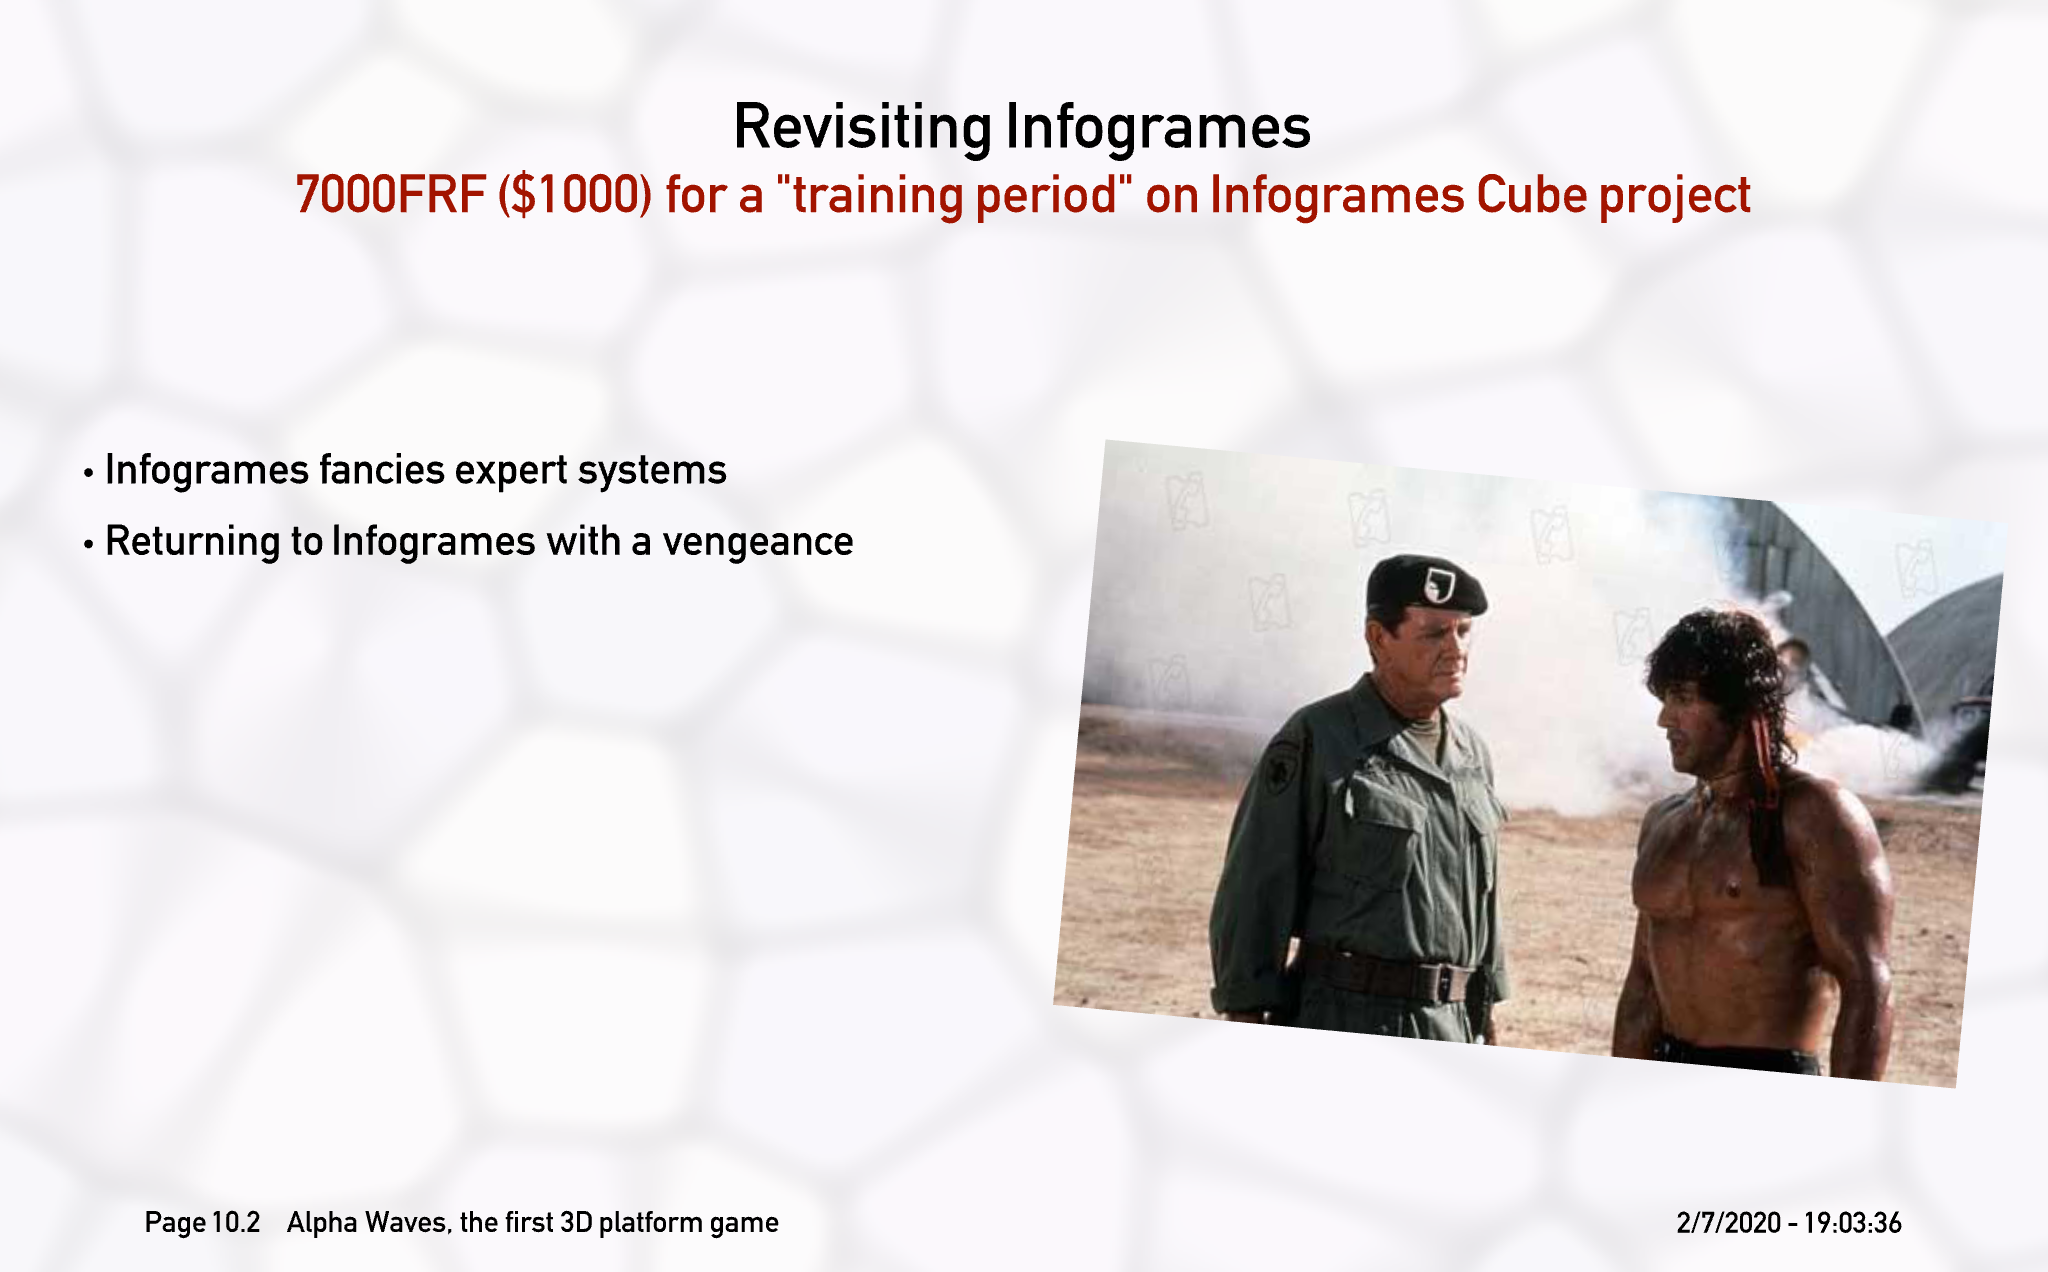 Revisiting Infogrames
7000FRF ($1000) for a "training period" on Infogrames Cube project
• Infogrames fancies expert systems
• Returning to Infogrames with a vengeance
Page 10.2 Alpha Waves, the first 3D platform game
2/7/2020 - 19:03:36